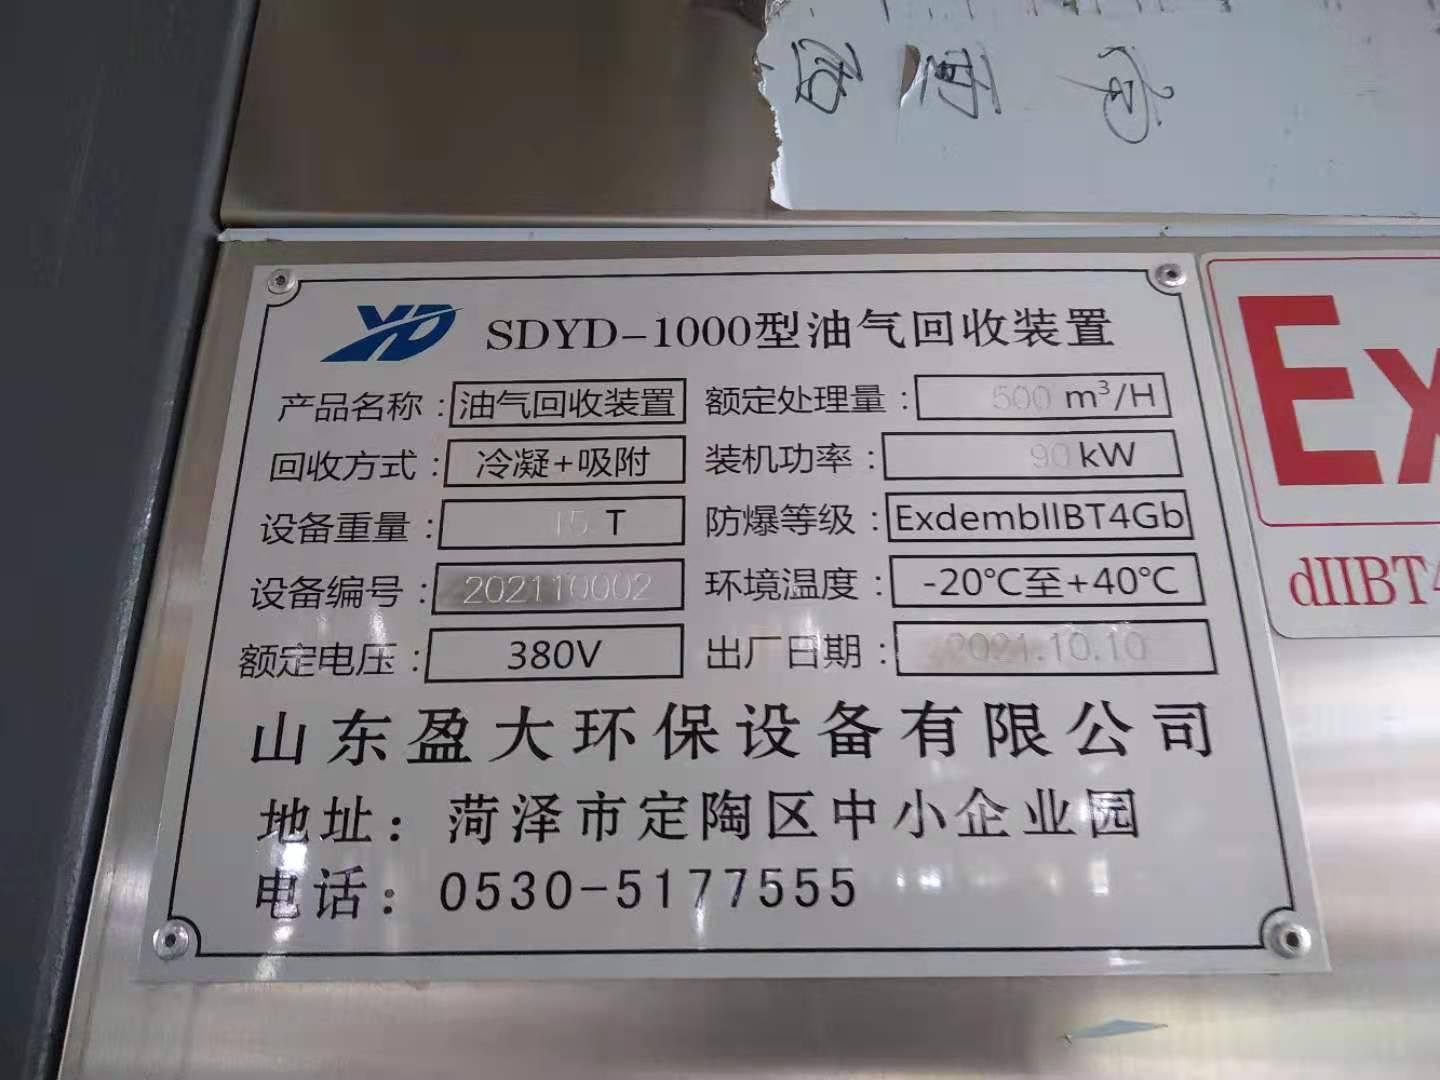 YD SDYD-1000型油气回收装置
产品名称: 油气回收装置 额定处理量: 500 m³/H
回收方式: 冷凝+吸附 装机功率: 90 kW
设备重量: 15 T 防爆等级: ExdembIIBT4Gb
设备编号: 202110002 环境温度: -20℃至+40℃
额定电压: 380V 出厂日期: 2021.10.10
山东盈大环保设备有限公司
地址: 菏泽市定陶区中小企业园
电话: 0530-5177555
Ex
dIIBT4